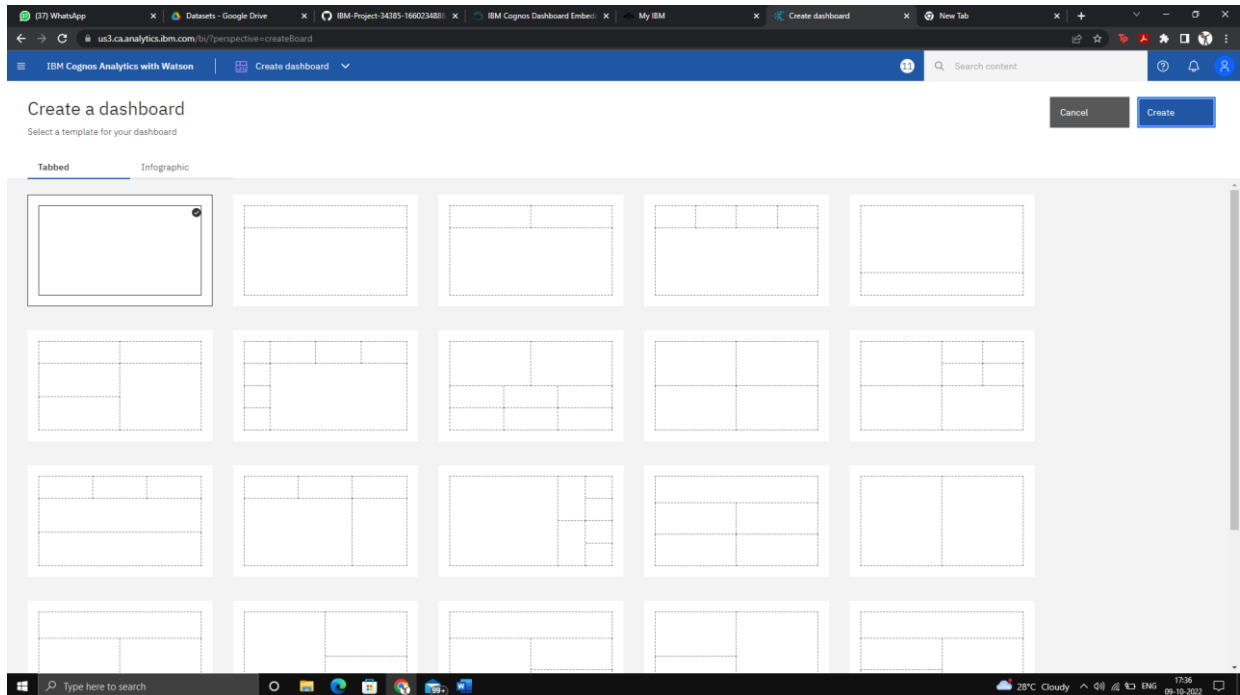 (37) WhatsApp
Datasets - Google Drive
IBM-Project-34385-166023488
IBM Cognos Dashboard Embed
My IBM
Create dashboard
New Tab
us3.ca.analytics.ibm.com/bi/?perspective=createBoard
IBM Cognos Analytics with Watson
Create dashboard
11
Search content
Create a dashboard
Select a template for your dashboard
Cancel
Create
Tabbed
Infographic
Type here to search
99+
28°C Cloudy
ENG
17:36
09-10-2022